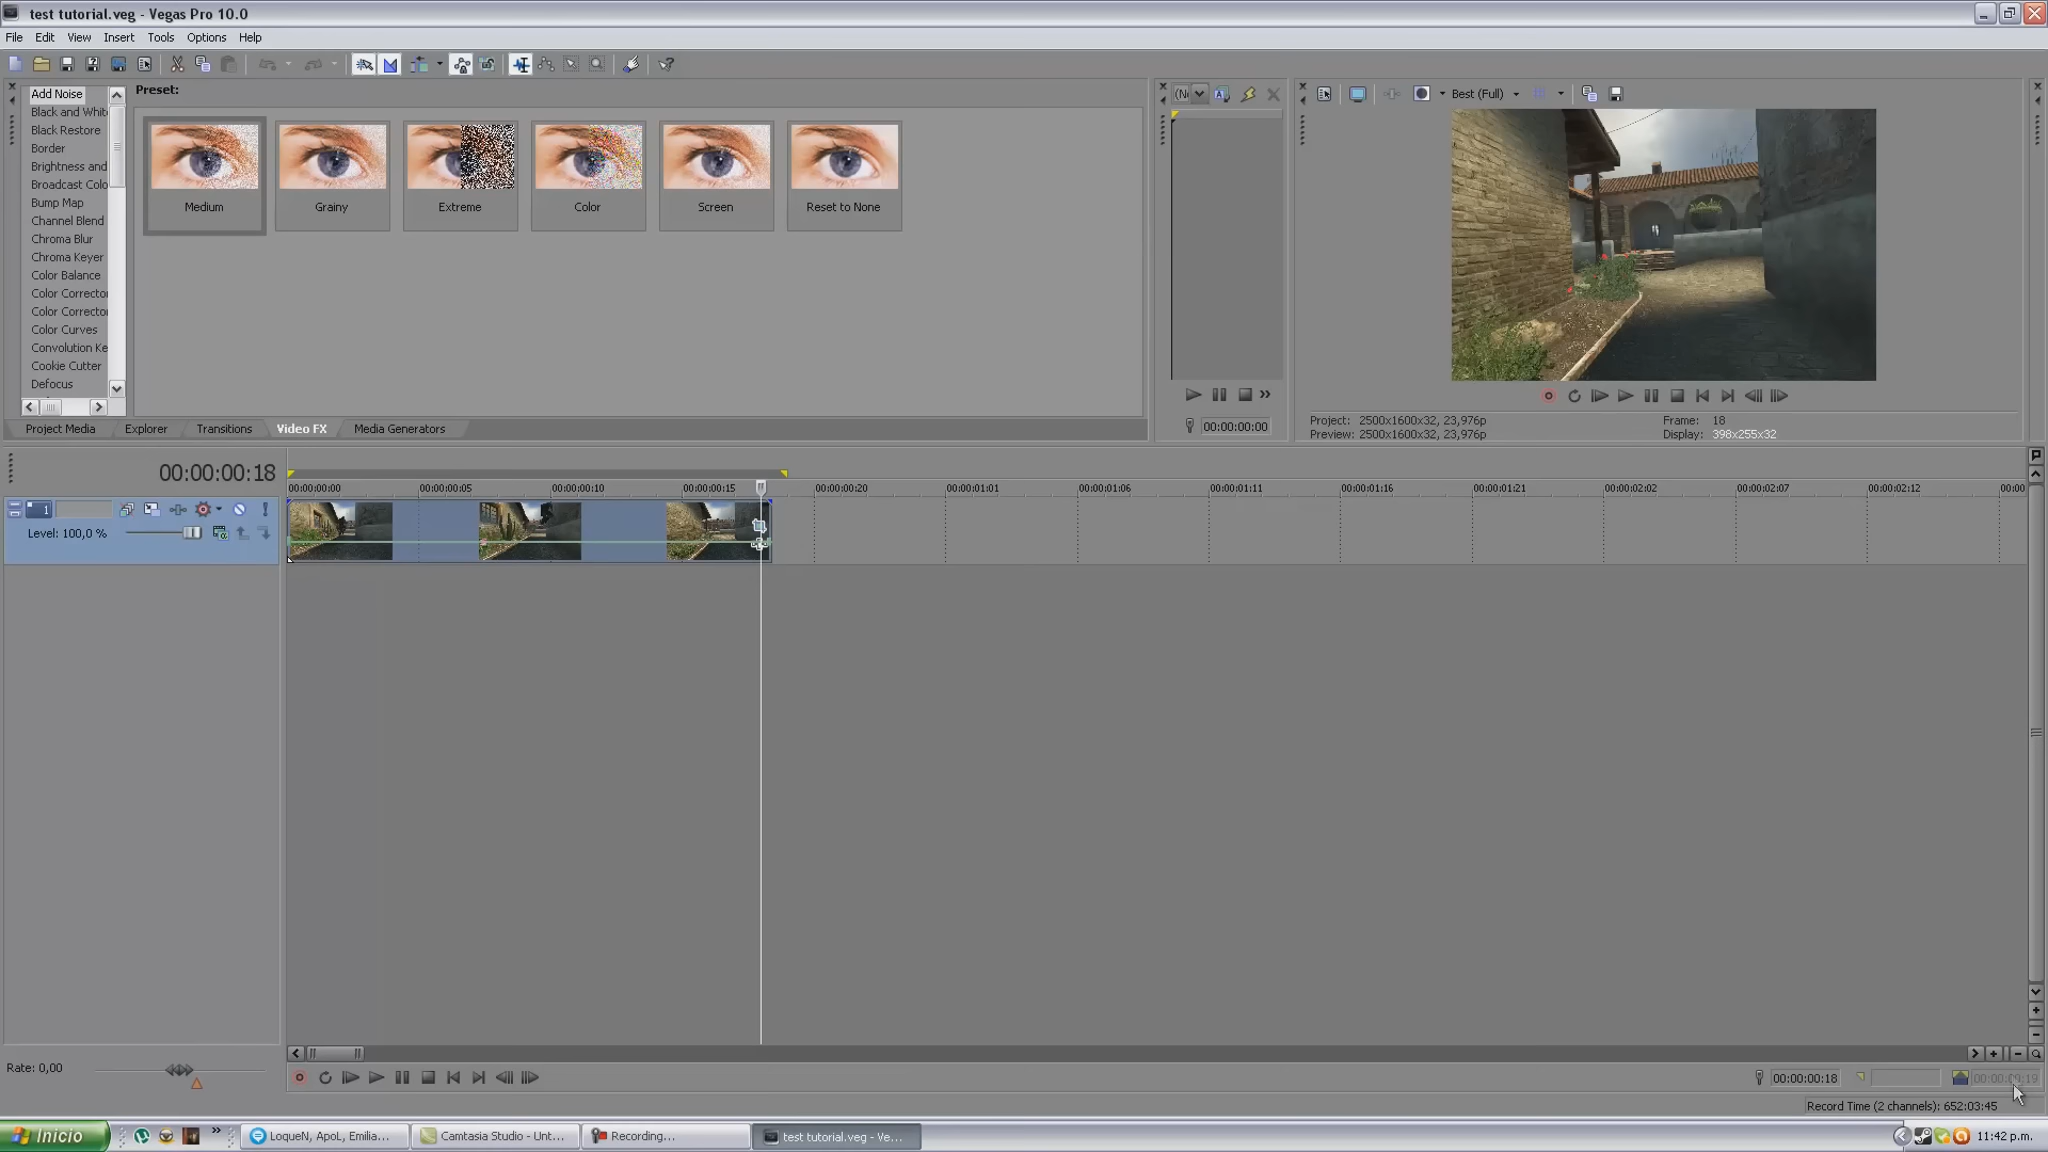 test tutorial.veg - Vegas Pro 10.0
File Edit View Insert Tools Options Help
Add Noise
Black and Whit
Black Restore
Border
Brightness and
Broadcast Colo
Bump Map
Channel Blend
Chroma Blur
Chroma Keyer
Color Balance
Color Correcto
Color Correcto
Color Curves
Convolution Ke
Cookie Cutter
Defocus
Preset:
Medium Grainy Extreme Color Screen Reset to None
Project Media Explorer Transitions Video FX Media Generators
(N
00:00:00:00
Best (Full)
Project: 2500x1600x32, 23,976p Frame: 18
Preview: 2500x1600x32, 23,976p Display: 398x255x32
00:00:00:18
00:00:00:00 00:00:00:05 00:00:00:10 00:00:00:15 00:00:00:20 00:00:01:01 00:00:01:06 00:00:01:11 00:00:01:16 00:00:01:21 00:00:02:02 00:00:02:07 00:00:02:12 00:00
1
Level: 100,0 %
Rate: 0,00
00:00:00:18
00:00:00:19
Record Time (2 channels): 652:03:45
Inicio
LoqueN, ApoL, Emilia...
Camtasia Studio - Unt...
Recording...
test tutorial.veg - Ve...
11:42 p.m.